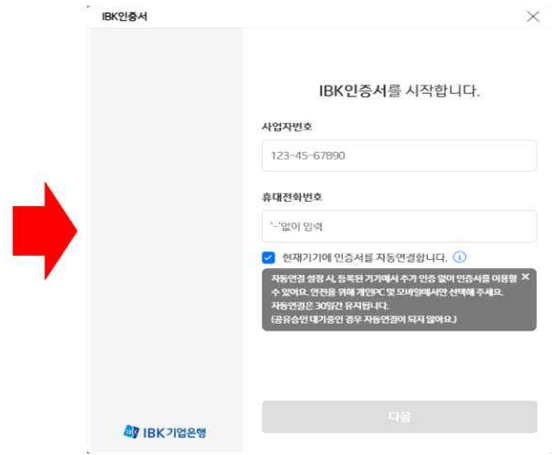 IBK인증서
IBK인증서를 시작합니다.
사업자번호
123-45-67890
휴대전화번호
'-'없이 입력
현재기기에 인증서를 자동연결합니다.
자동연결 설정 시, 등록된 기기에서 추가 인증 없이 인증서를 이용할
수 있어요. 안전을 위해 개인PC 및 모바일에서만 선택해 주세요.
자동연결은 30일간 유지됩니다.
(공유승인 대기중인 경우 자동연결이 되지 않아요.)
다음
IBK기업은행